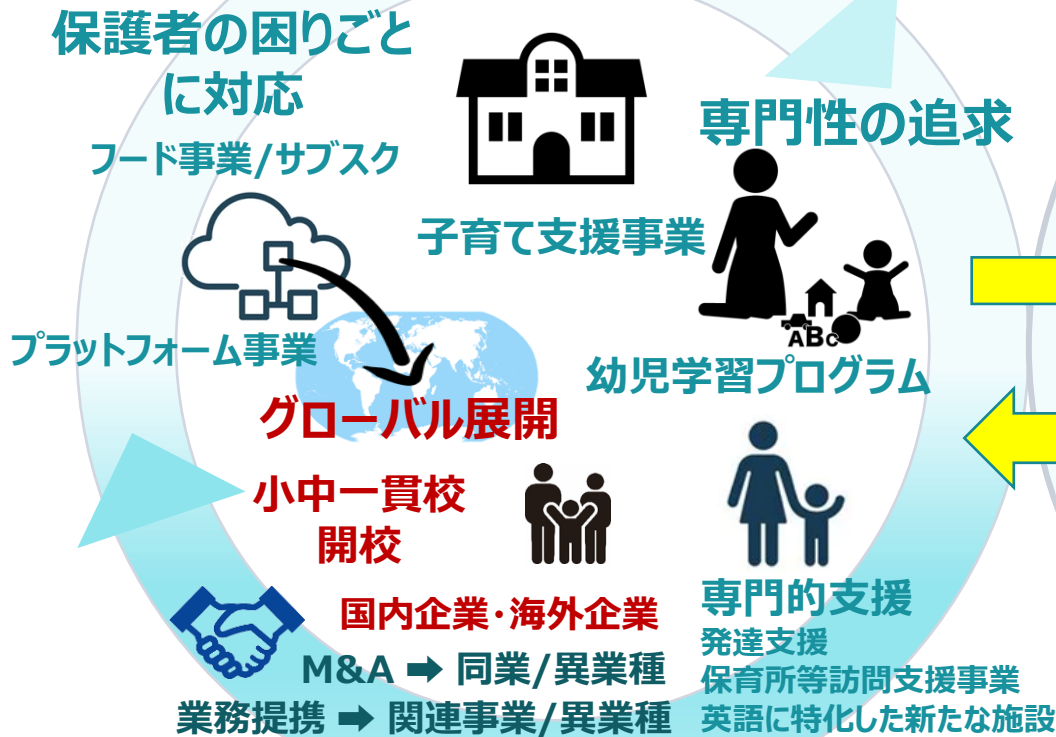 保護者の困りごと
に対応
フード事業/サブスク
プラットフォーム事業
子育て支援事業
専門性の追求
ABC
幼児学習プログラム
グローバル展開
小中一貫校
開校
国内企業・海外企業
M&A ➡ 同業/異業種
業務提携 ➡ 関連事業/異業種
専門的支援
発達支援
保育所等訪問支援事業
英語に特化した新たな施設